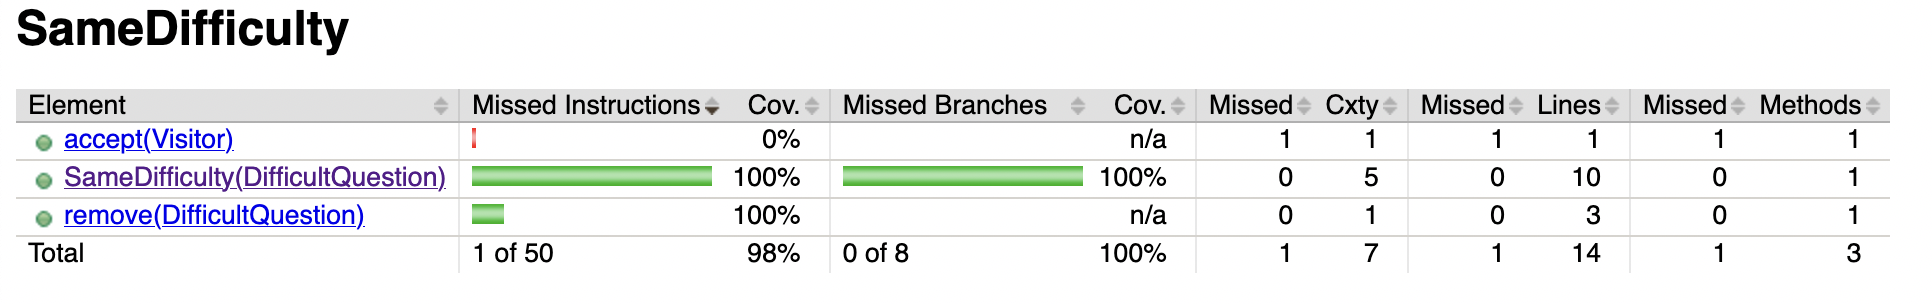 SameDifficulty
Element Missed Instructions Cov. Missed Branches Cov. Missed Cxty Missed Lines Missed Methods
accept(Visitor) 0% n/a 1 1 1 1 1 1
SameDifficulty(DifficultQuestion) 100% 100% 0 5 0 10 0 1
remove(DifficultQuestion) 100% n/a 0 1 0 3 0 1
Total 1 of 50 98% 0 of 8 100% 1 7 1 14 1 3